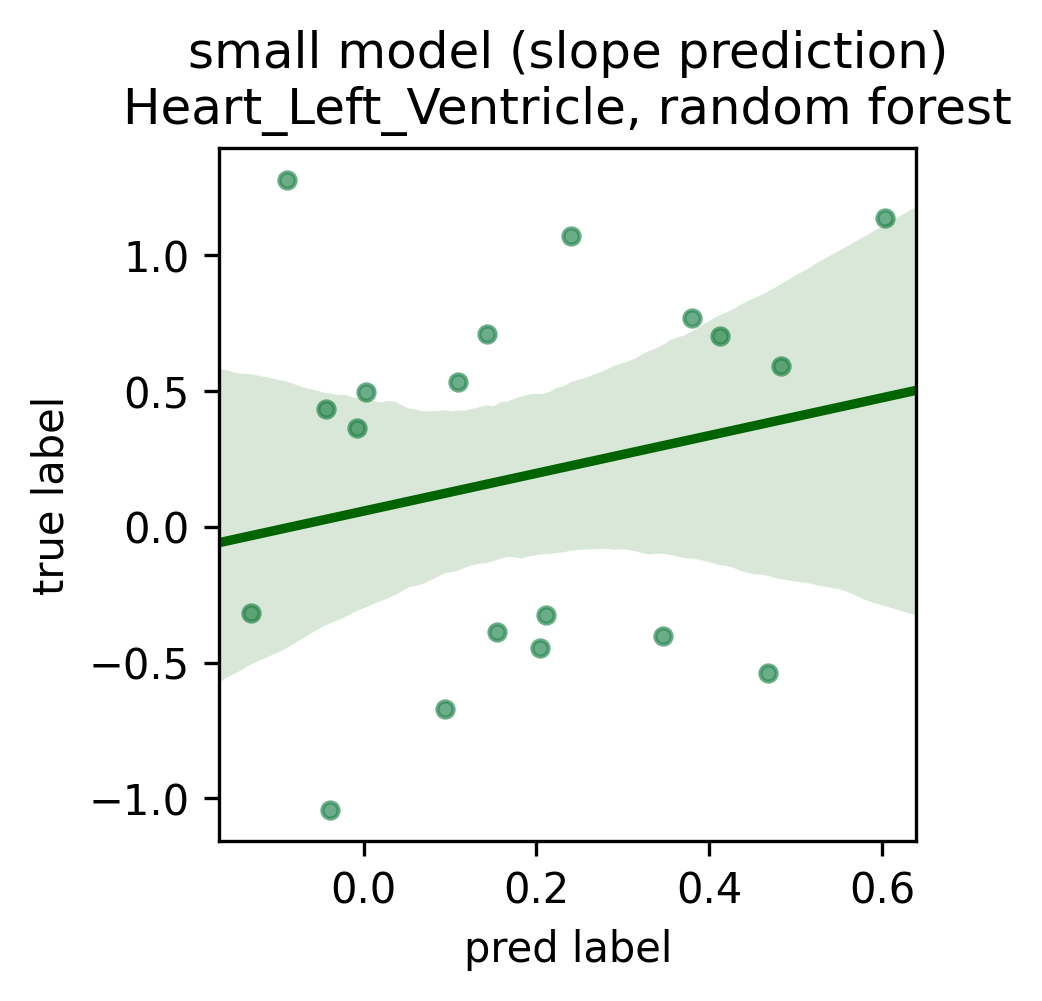 small model (slope prediction)
Heart_Left_Ventricle, random forest
1.0
0.5
0.0
−0.5
−1.0
true label
0.0 0.2 0.4 0.6
pred label